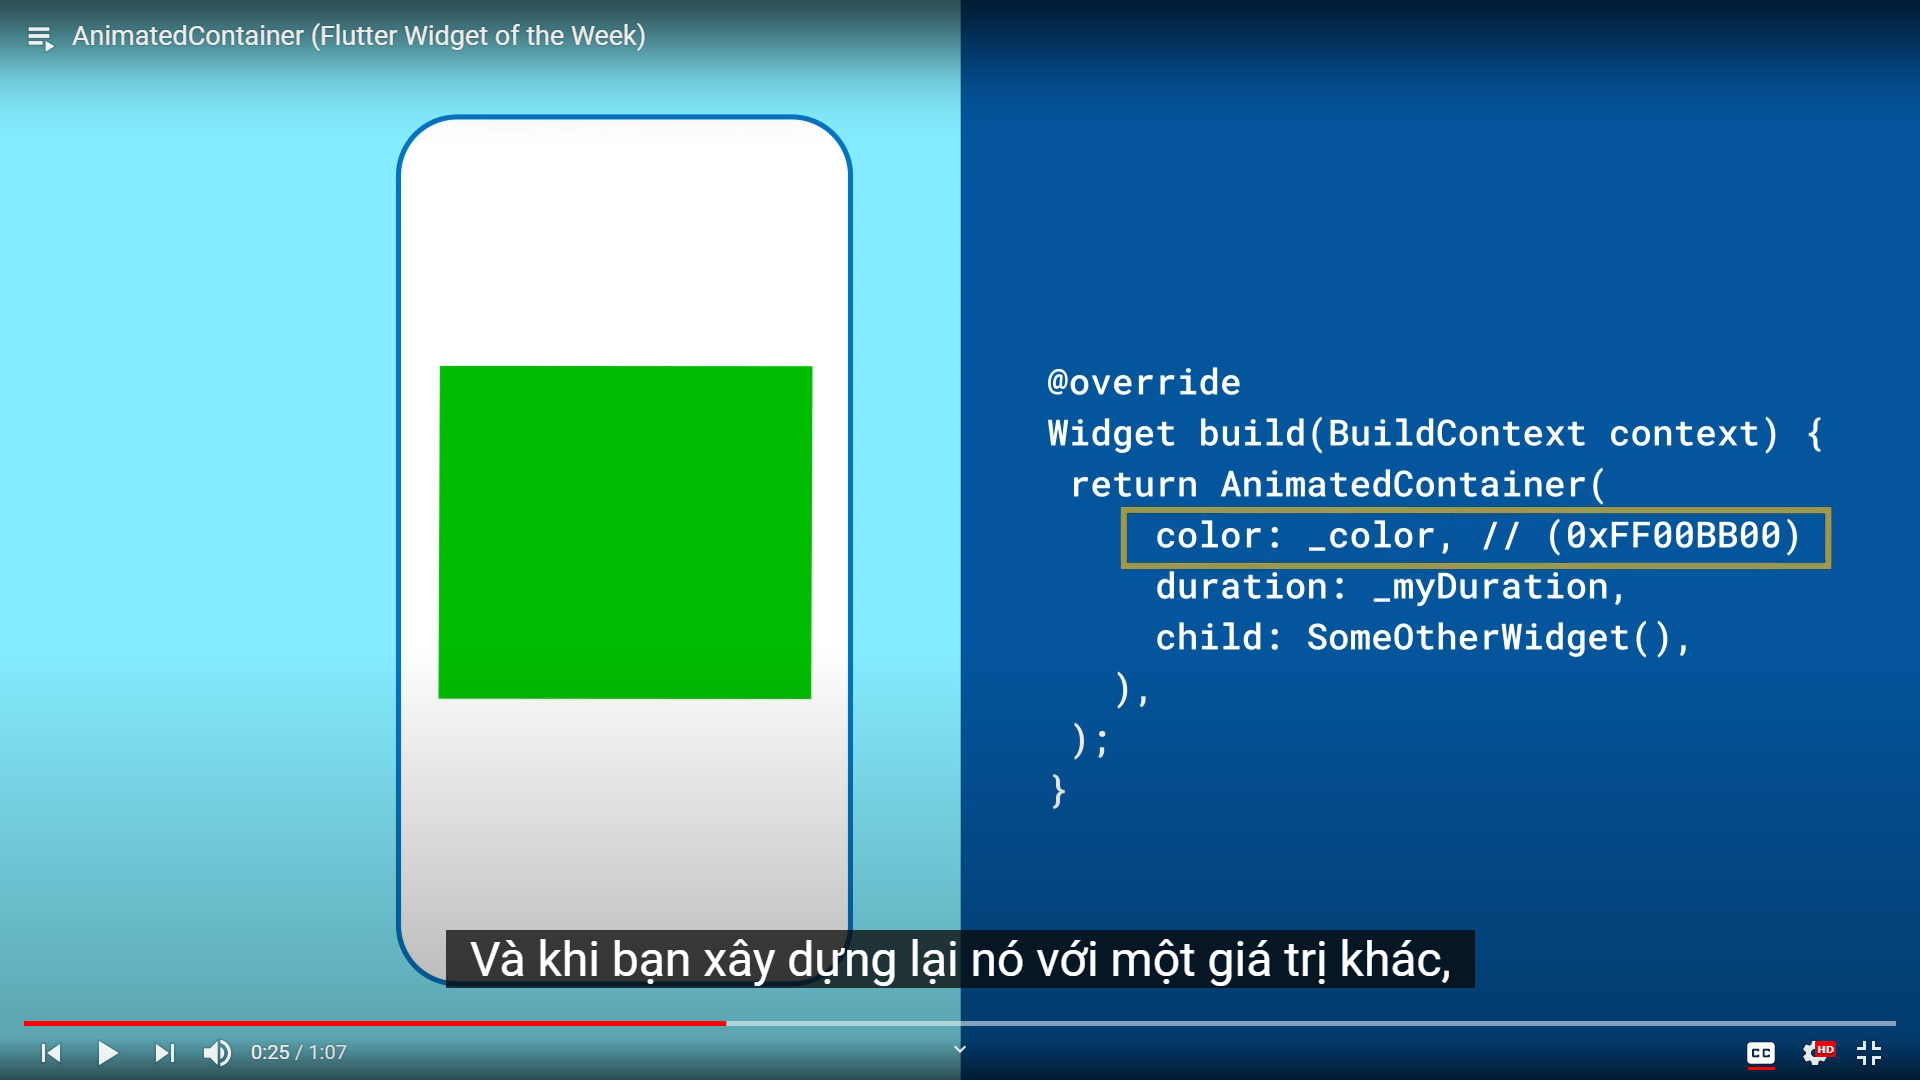 AnimatedContainer (Flutter Widget of the Week)
@override
Widget build(BuildContext context) {
return AnimatedContainer(
color: _color, // (0xFF00BB00)
duration: _myDuration,
child: SomeOtherWidget(),
),
);
}
Và khi bạn xây dựng lại nó với một giá trị khác,
0:25 / 1:07
CC
HD